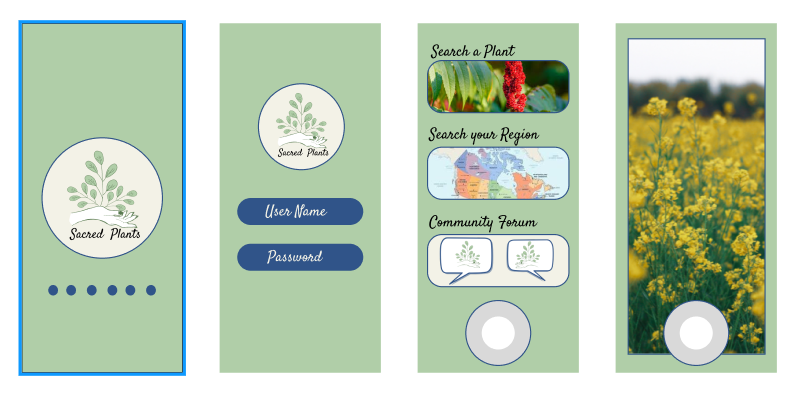 Sacred Plants
Sacred Plants
User Name
Password
Search a Plant
Search your Region
Community Forum